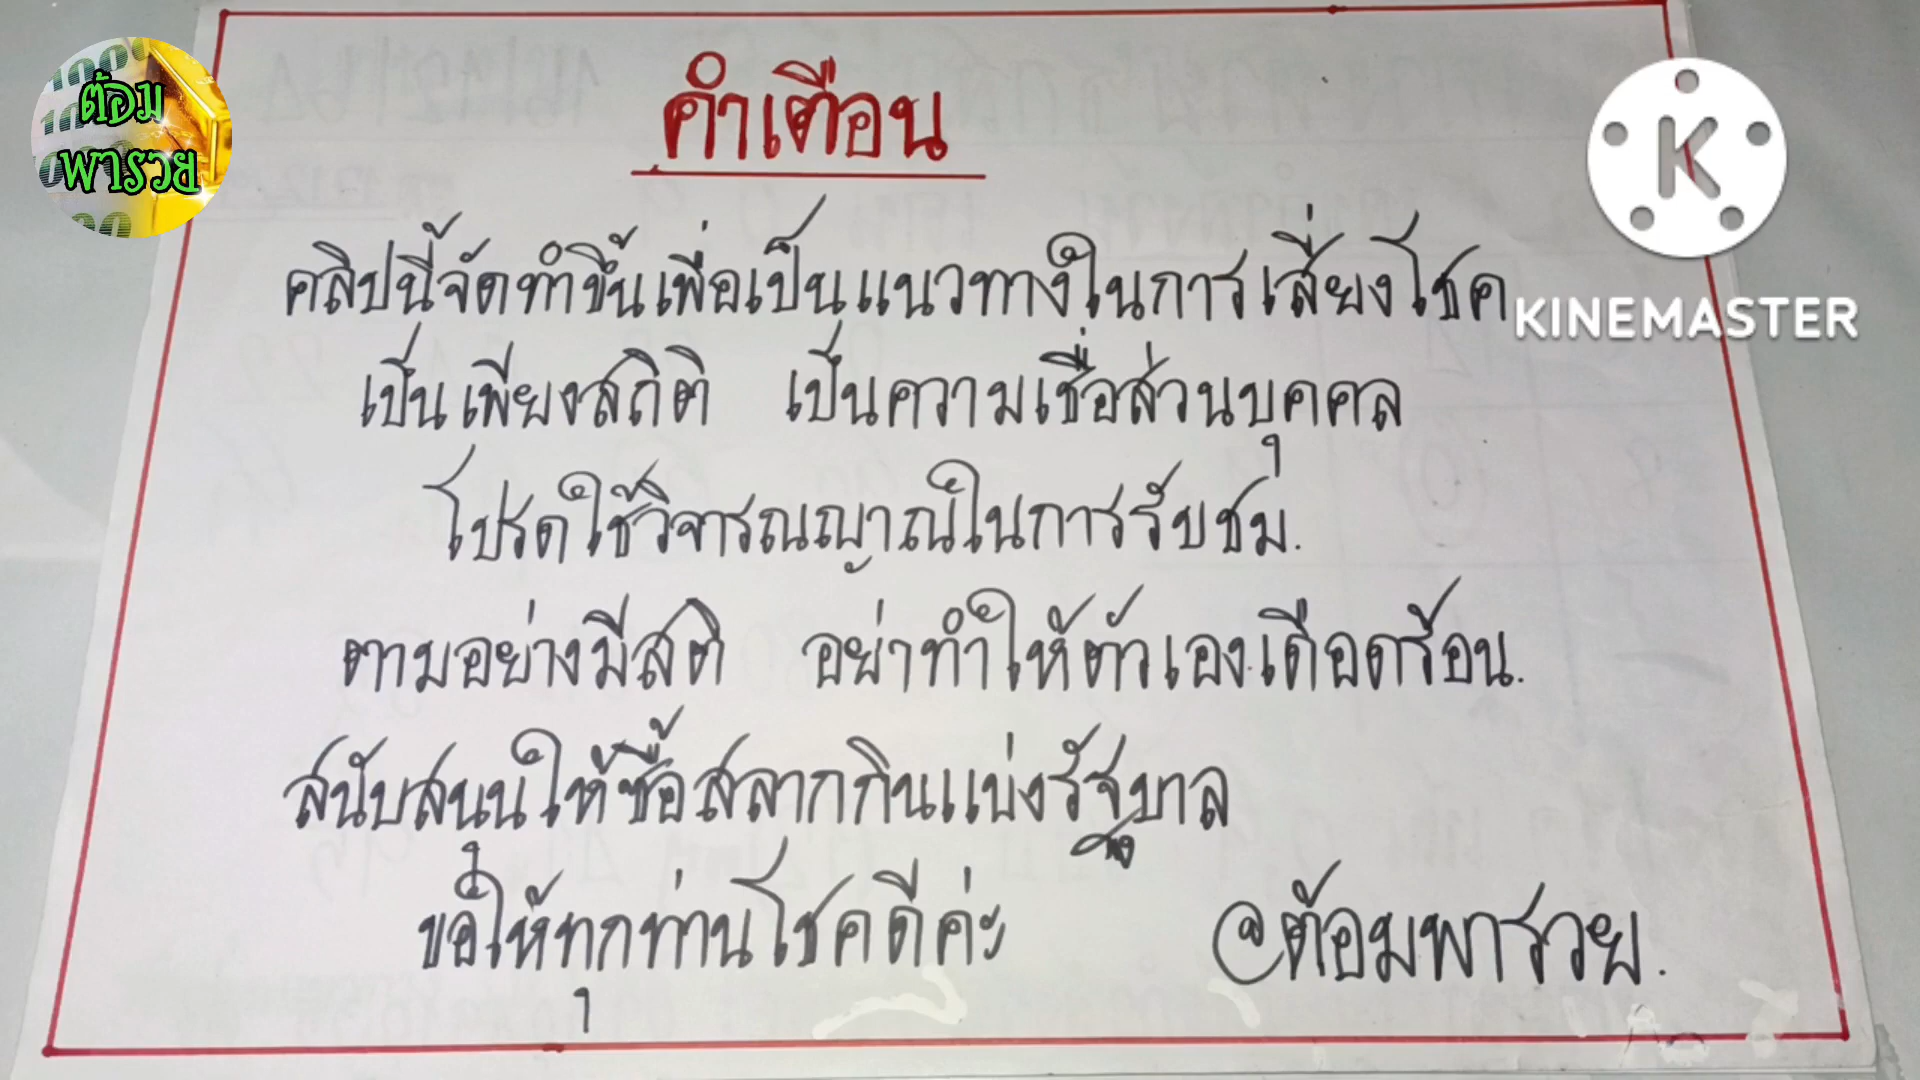 ต้อม
พารวย
คำเตือน
KINEMASTER
คลิปนี้จัดทำขึ้นเพื่อเป็นแนวทางในการเสี่ยงโชค
เป็นเพียงสถิติ เป็นความเชื่อส่วนบุคคล
โปรดใช้วิจารณญาณในการรับชม.
ตามอย่างมีสติ อย่าทำให้ตัวเองเดือดร้อน.
สนับสนุนให้ซื้อสลากกินแบ่งรัฐบาล
ขอให้ทุกท่านโชคดีค่ะ @ต้อมพารวย.